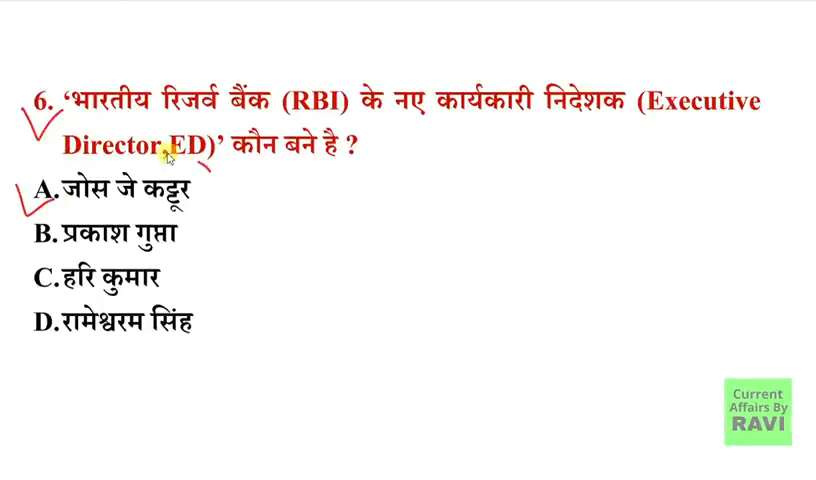 6. ‘भारतीय रिजर्व बैंक (RBI) के नए कार्यकारी निदेशक (Executive
Director,ED)’ कौन बने है ?
A. जोस जे कट्टूर
B. प्रकाश गुप्ता
C. हरि कुमार
D. रामेश्वरम सिंह
Current
Affairs By
RAVI